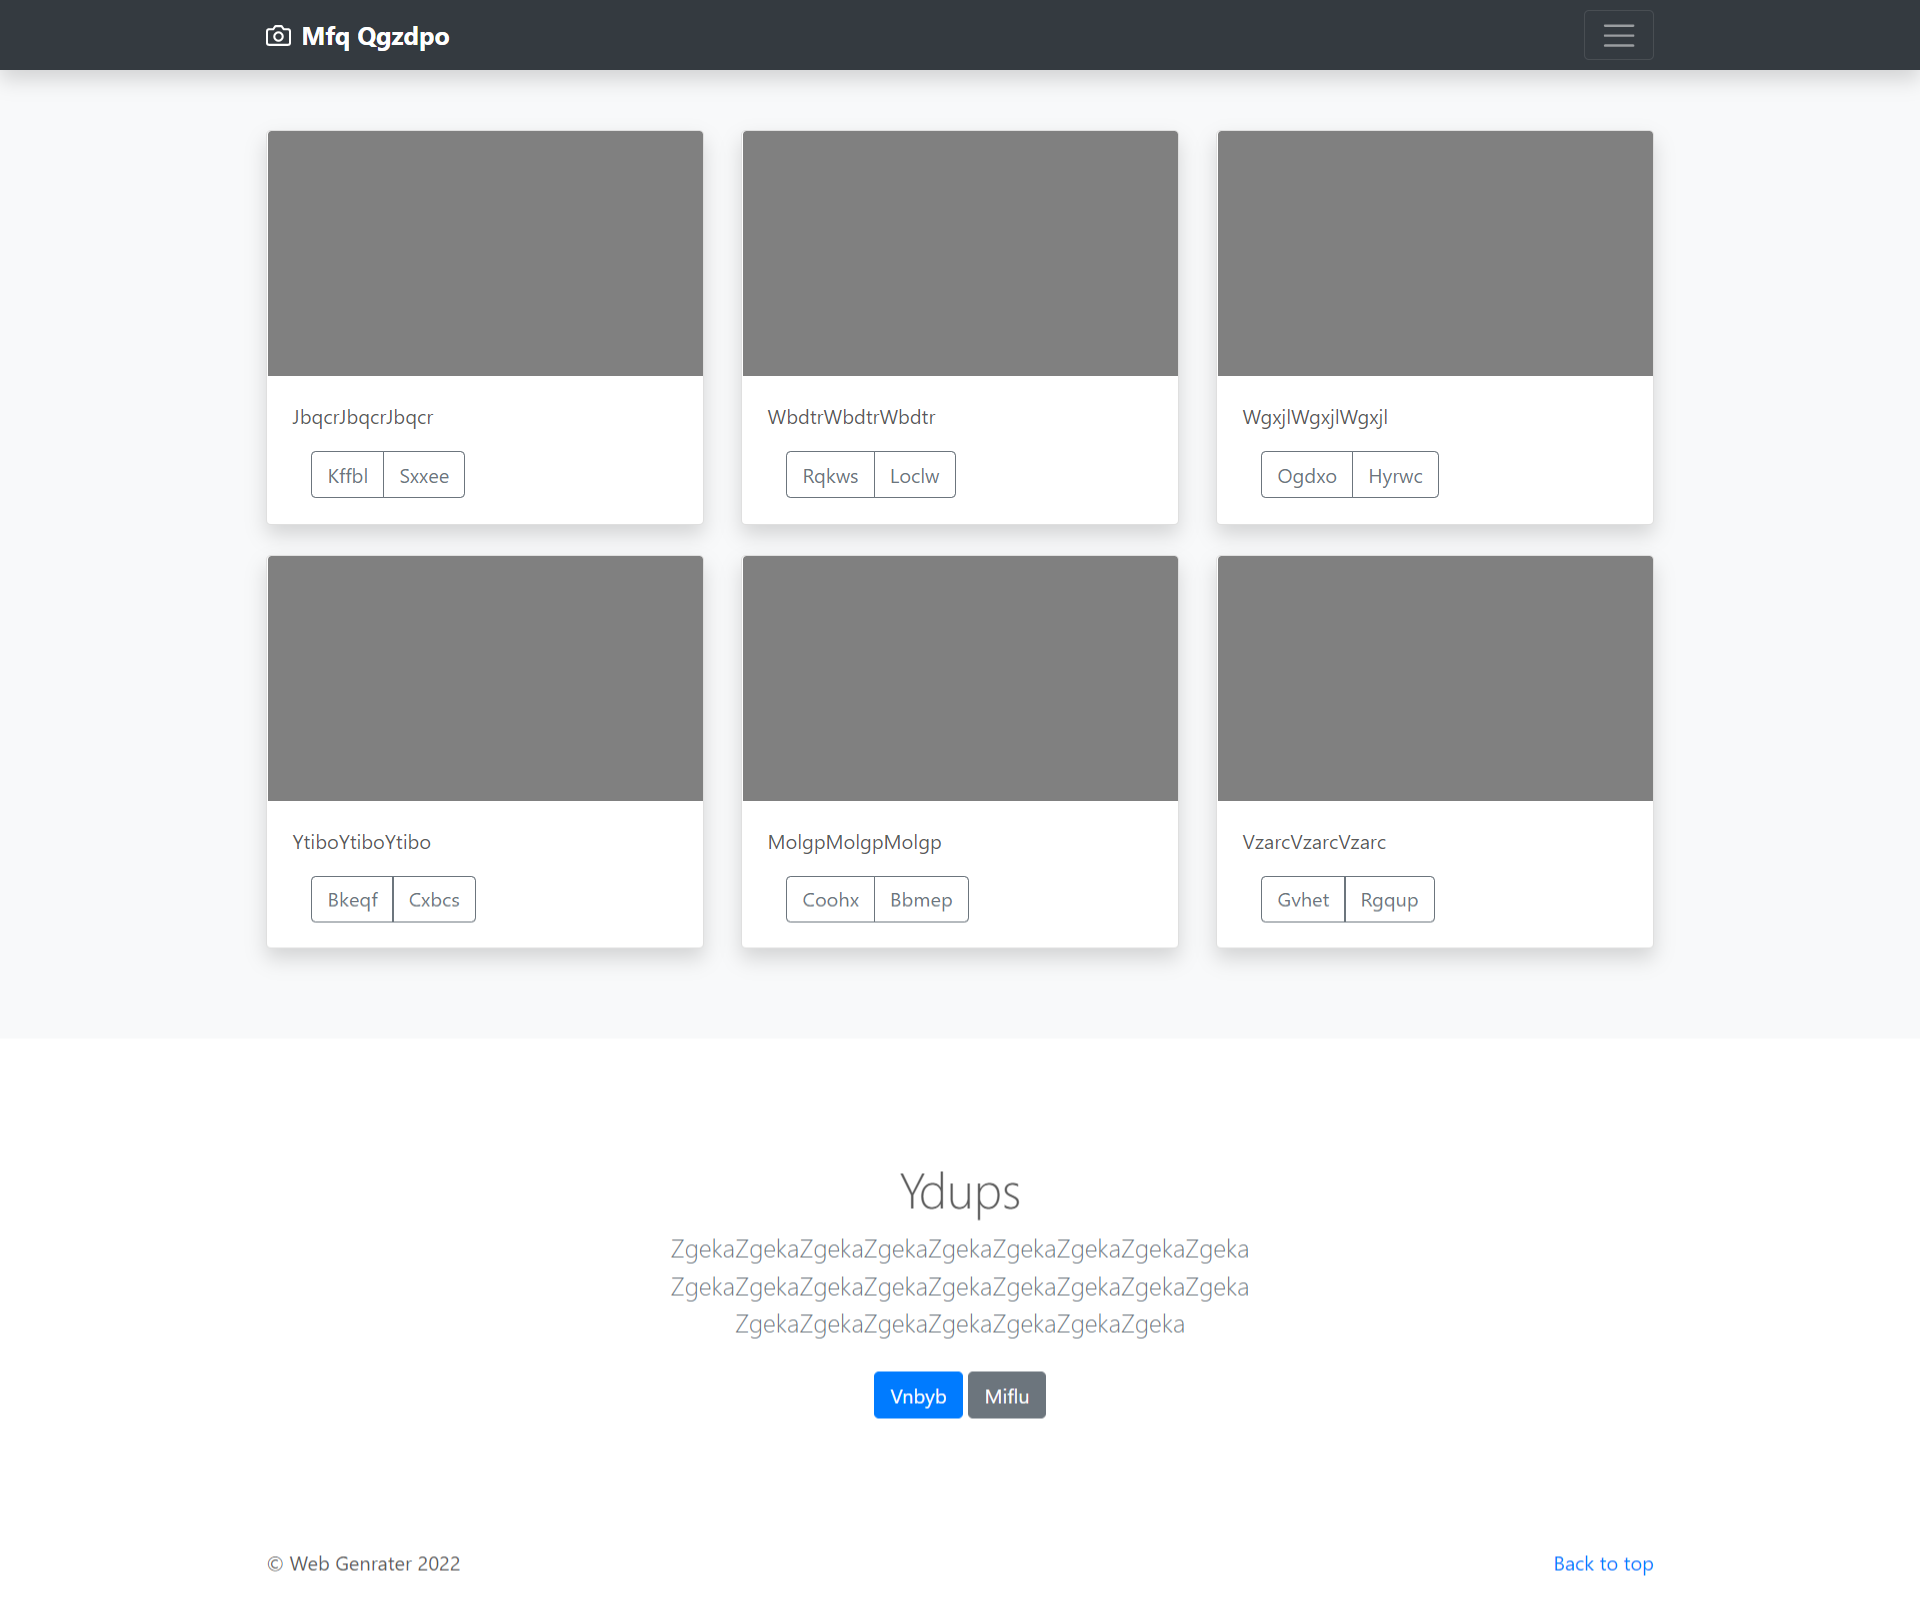 Mfq Qgzdpo
JbqcrJbqcrJbqcr
Kffbl Sxxee
WbdtrWbdtrWbdtr
Rqkws Loclw
WgxjlWgxjlWgxjl
Ogdxo Hyrwc
YtiboYtiboYtibo
Bkeqf Cxbcs
MolgpMolgpMolgp
Coohx Bbmep
VzarcVzarcVzarc
Gvhet Rgqup
Ydups
ZgekaZgekaZgekaZgekaZgekaZgekaZgekaZgekaZgeka
ZgekaZgekaZgekaZgekaZgekaZgekaZgekaZgekaZgeka
ZgekaZgekaZgekaZgekaZgekaZgekaZgeka
Vnbyb Miflu
© Web Genrater 2022
Back to top